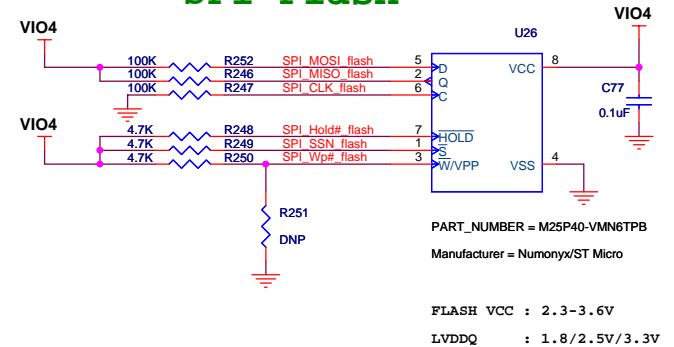 SPI Flash
VIO4
VIO4
U26
100K R252 SPI_MOSI_flash 5 D VCC 8
100K R246 SPI_MISO_flash 2 Q
100K R247 SPI_CLK_flash 6 C
C77
0.1uF
VIO4
4.7K R248 SPI_Hold#_flash 7 HOLD
4.7K R249 SPI_SSN_flash 1 S
4.7K R250 SPI_Wp#_flash 3 W/VPP VSS 4
R251
DNP
PART_NUMBER = M25P40-VMN6TPB
Manufacturer = Numonyx/ST Micro
FLASH VCC : 2.3-3.6V
LVDDQ : 1.8/2.5V/3.3V